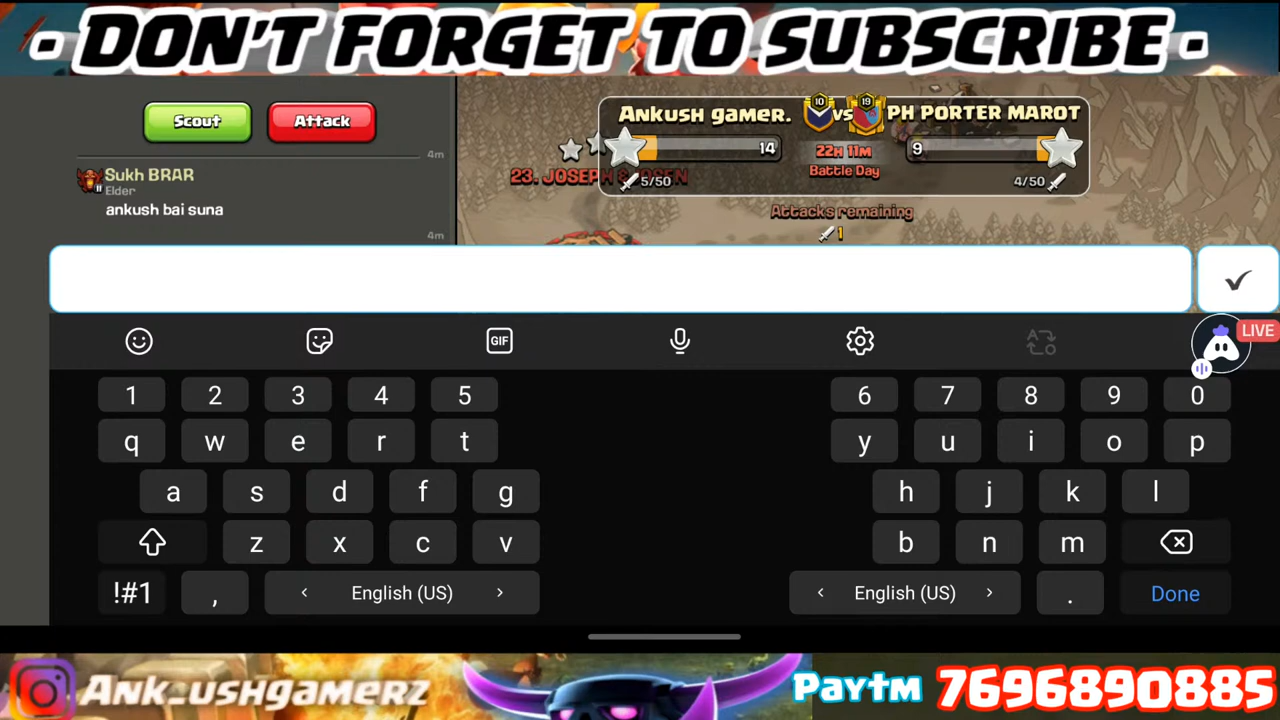 - DON'T FORGET TO SUBSCRIBE -
Scout
Attack
4m
Sukh BRAR
Elder
ankush bai suna
4m
Ankush gamer.
10
vs
19
PH PORTER MAROT
14
22H 11M
9
Battle Day
5/50
4/50
23. JOSEPH
Attacks remaining
1
GIF
LIVE
1 2 3 4 5 6 7 8 9 0
q w e r t y u i o p
a s d f g h j k l
z x c v b n m
!#1 , < English (US) > < English (US) > . Done
Ank_ushgamerz
Paytm 7696890885